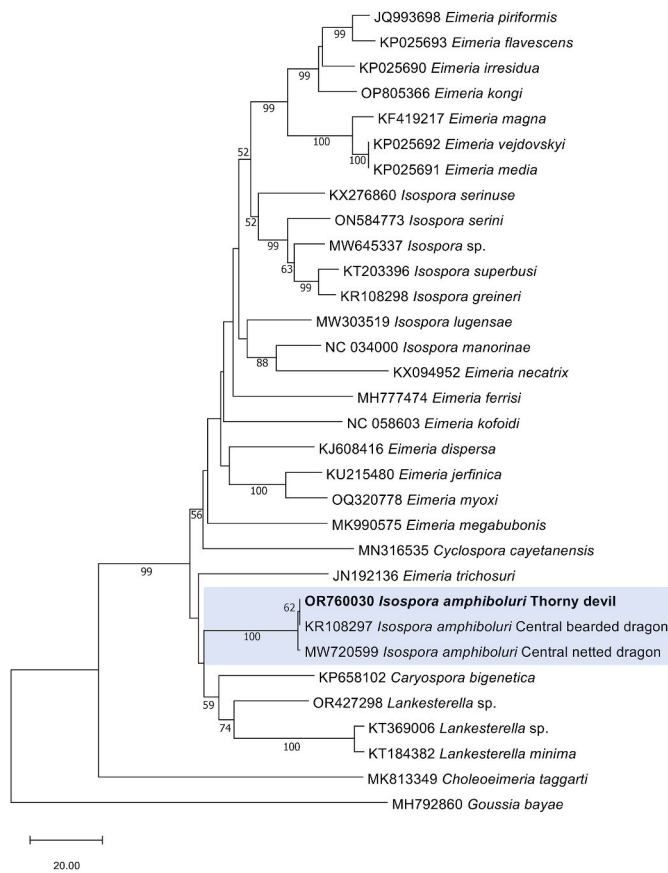 JQ993698 Eimeria piriformis
99
KP025693 Eimeria flavescens
KP025690 Eimeria irresidua
99
OP805366 Eimeria kongi
99
KF419217 Eimeria magna
100
KP025692 Eimeria vejdovskyi
52
100
KP025691 Eimeria media
KX276860 Isospora serinuse
52
ON584773 Isospora serini
99
MW645337 Isospora sp.
63
KT203396 Isospora superbusi
99
KR108298 Isospora greineri
MW303519 Isospora lugensae
NC 034000 Isospora manorinae
88
KX094952 Eimeria necatrix
MH777474 Eimeria ferrisi
NC 058603 Eimeria kofoidi
KJ608416 Eimeria dispersa
KU215480 Eimeria jerfinica
100
OQ320778 Eimeria myoxi
56
MK990575 Eimeria megabubonis
MN316535 Cyclospora cayetanensis
99
JN192136 Eimeria trichosuri
OR760030 Isospora amphiboluri Thorny devil
62
KR108297 Isospora amphiboluri Central bearded dragon
100
MW720599 Isospora amphiboluri Central netted dragon
KP658102 Caryospora bigenetica
59
OR427298 Lankesterella sp.
74
KT369006 Lankesterella sp.
100
KT184382 Lankesterella minima
MK813349 Choleoeimeria taggarti
MH792860 Goussia bayae
20.00